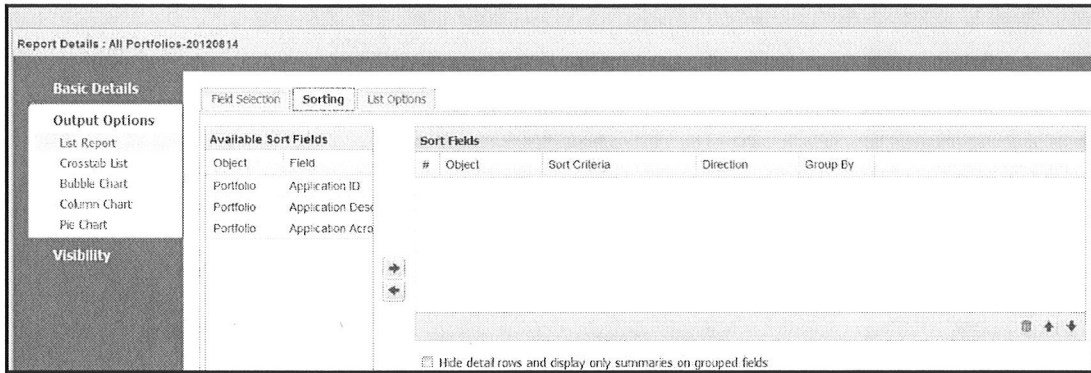 Report Details : All Portfolios-20120814
Basic Details
Output Options
List Report
Crosstab List
Bubble Chart
Column Chart
Pie Chart
Visibility
Field Selection Sorting List Options
Available Sort Fields
Object Field
Portfolio Application ID
Portfolio Application Desc
Portfolio Application Acro
Sort Fields
# Object Sort Criteria Direction Group By
Hide detail rows and display only summaries on grouped fields